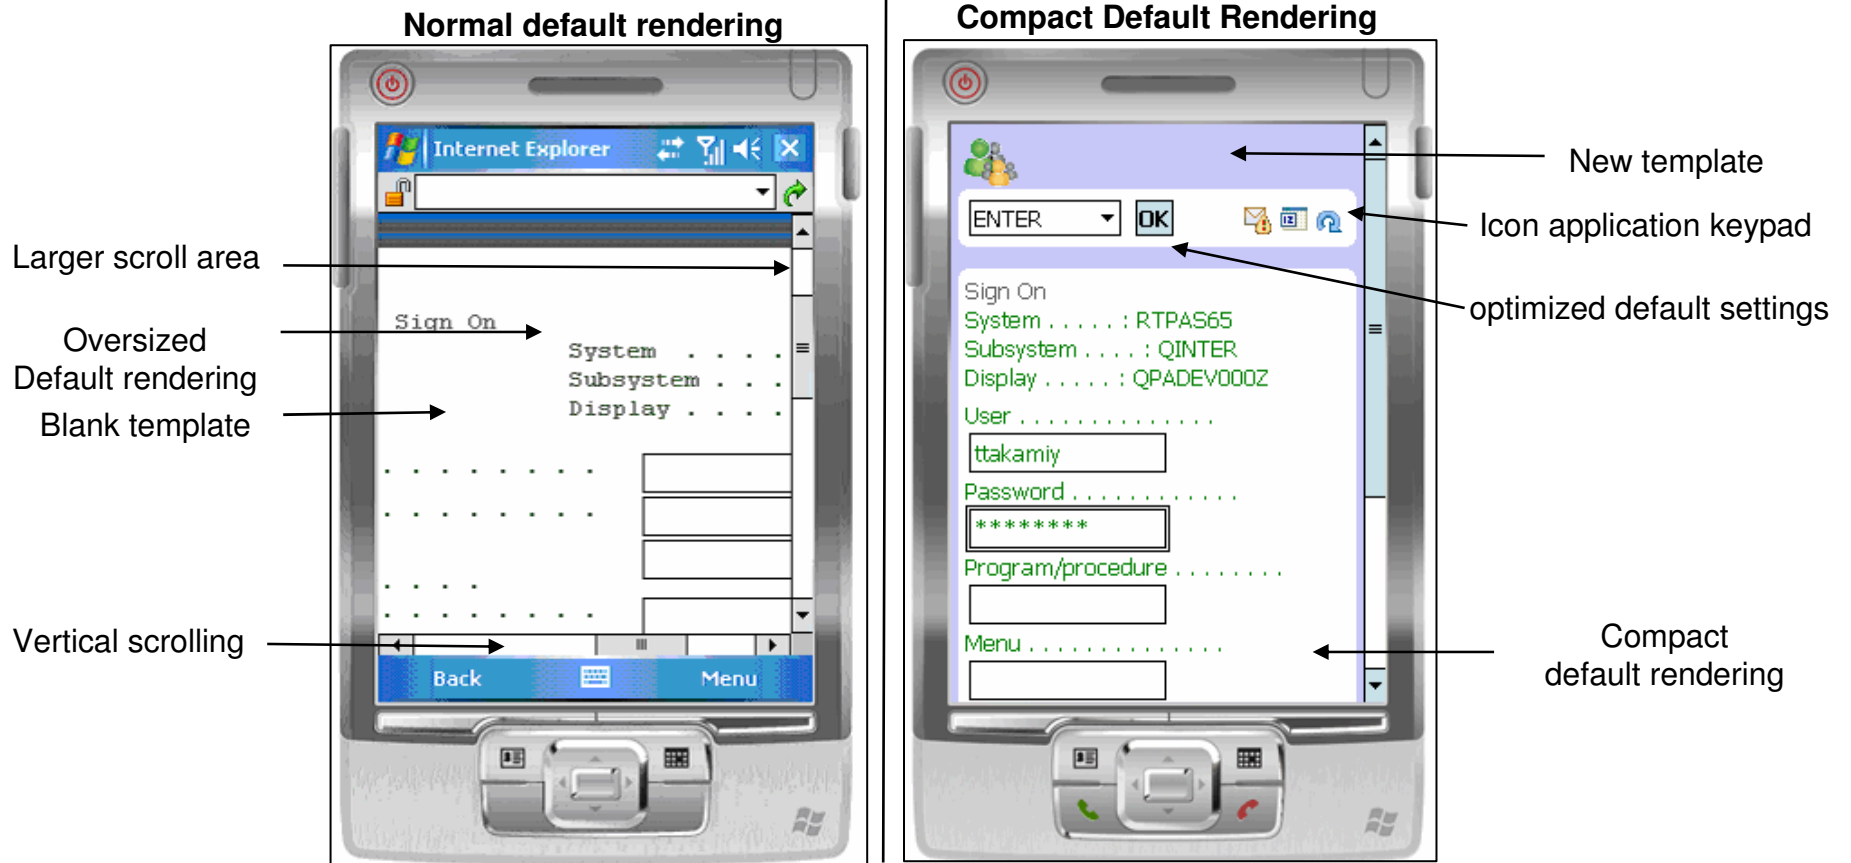 Normal default rendering
Larger scroll area
Oversized
Default rendering
Blank template
Vertical scrolling
Internet Explorer
Sign On
System . . . .
Subsystem . . .
Display . . . .
. . . . . . . .
. . . . . . . .
. . . .
. . . . . . . .
Back
Menu
Compact Default Rendering
ENTER
OK
12
Sign On
System . . . . . : RTPAS65
Subsystem . . . . : QINTER
Display . . . . . : QPADEV000Z
User . . . . . . . . . . . . . .
ttakamiy
Password . . . . . . . . . . . .
********
Program/procedure . . . . . . . .
Menu . . . . . . . . . . . . . .
New template
Icon application keypad
optimized default settings
Compact
default rendering